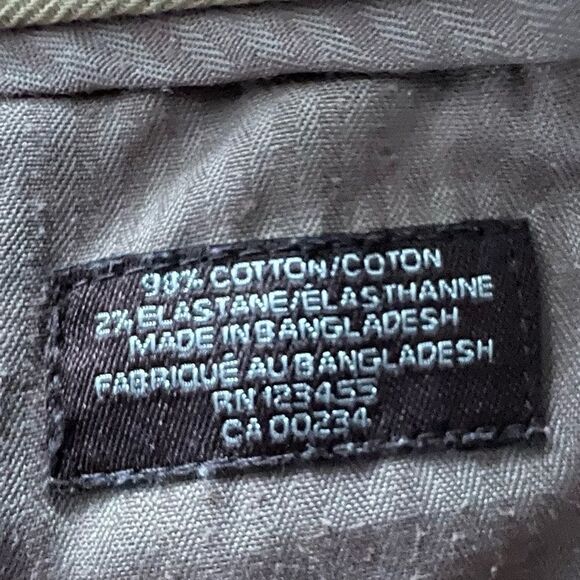 98% COTTON/COTON
2% ELASTANE/ÉLASTHANNE
MADE IN BANGLADESH
FABRIQUÉ AU BANGLADESH
RN 123455
CA 00234